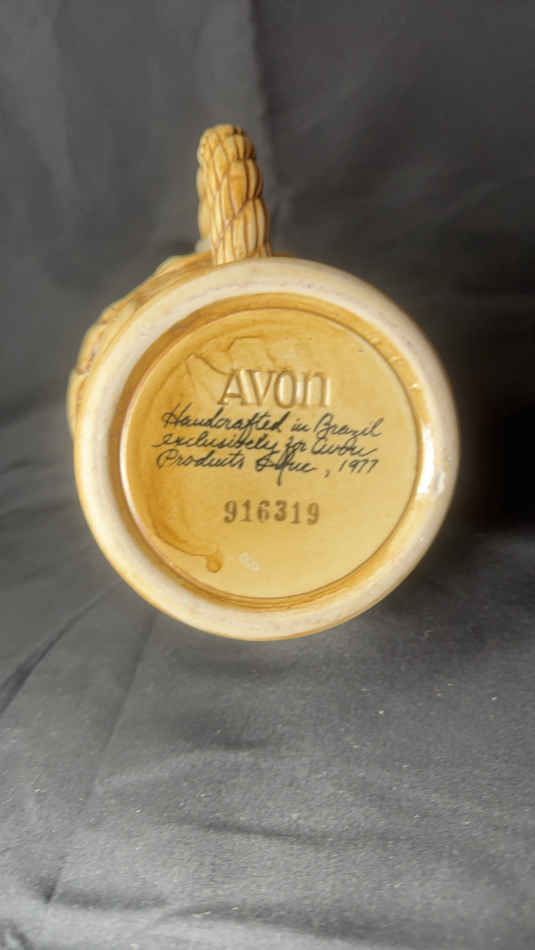 AVON
Handcrafted in Brazil
exclusively for Avon
Products Inc, 1977
916319